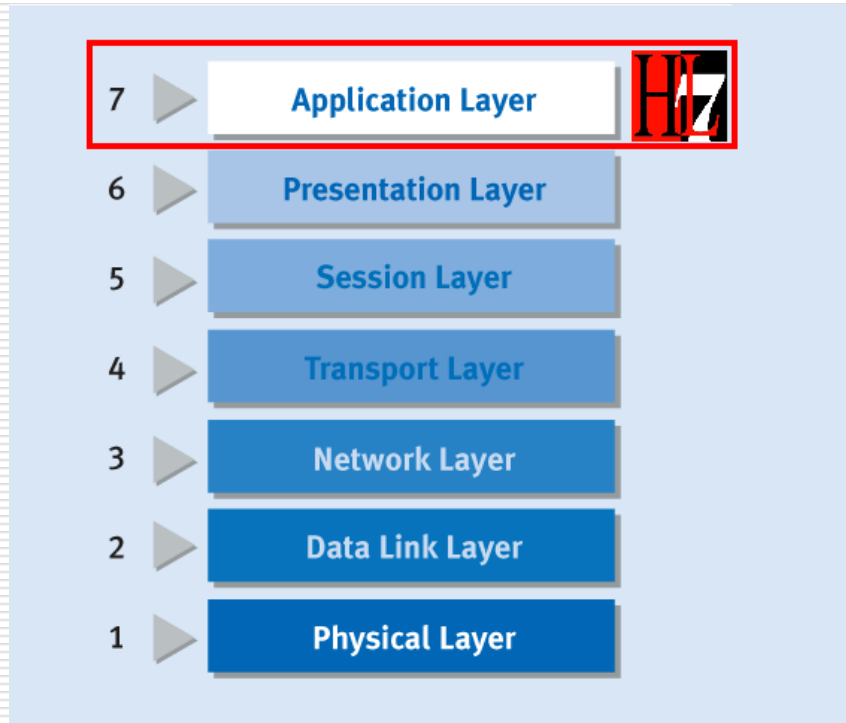 7 Application Layer HL7
6 Presentation Layer
5 Session Layer
4 Transport Layer
3 Network Layer
2 Data Link Layer
1 Physical Layer